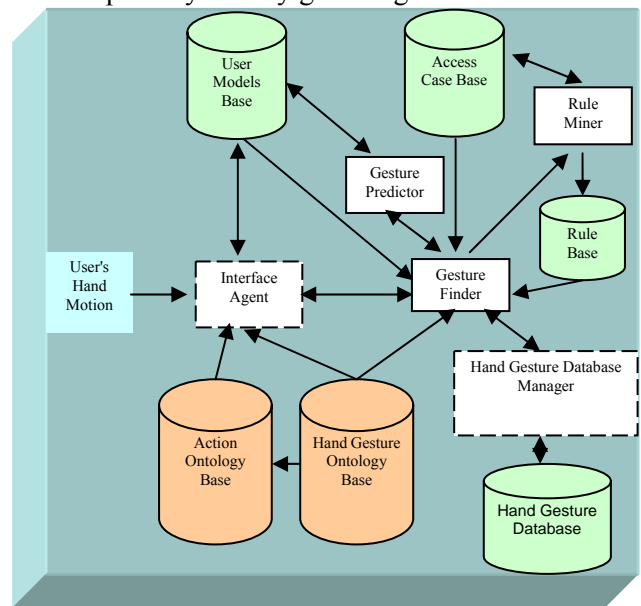 User
Models
Base
Access
Case Base
Rule
Miner
Gesture
Predictor
Rule
Base
User's
Hand
Motion
Interface
Agent
Gesture
Finder
Hand Gesture Database
Manager
Action
Ontology
Base
Hand Gesture
Ontology
Base
Hand Gesture
Database